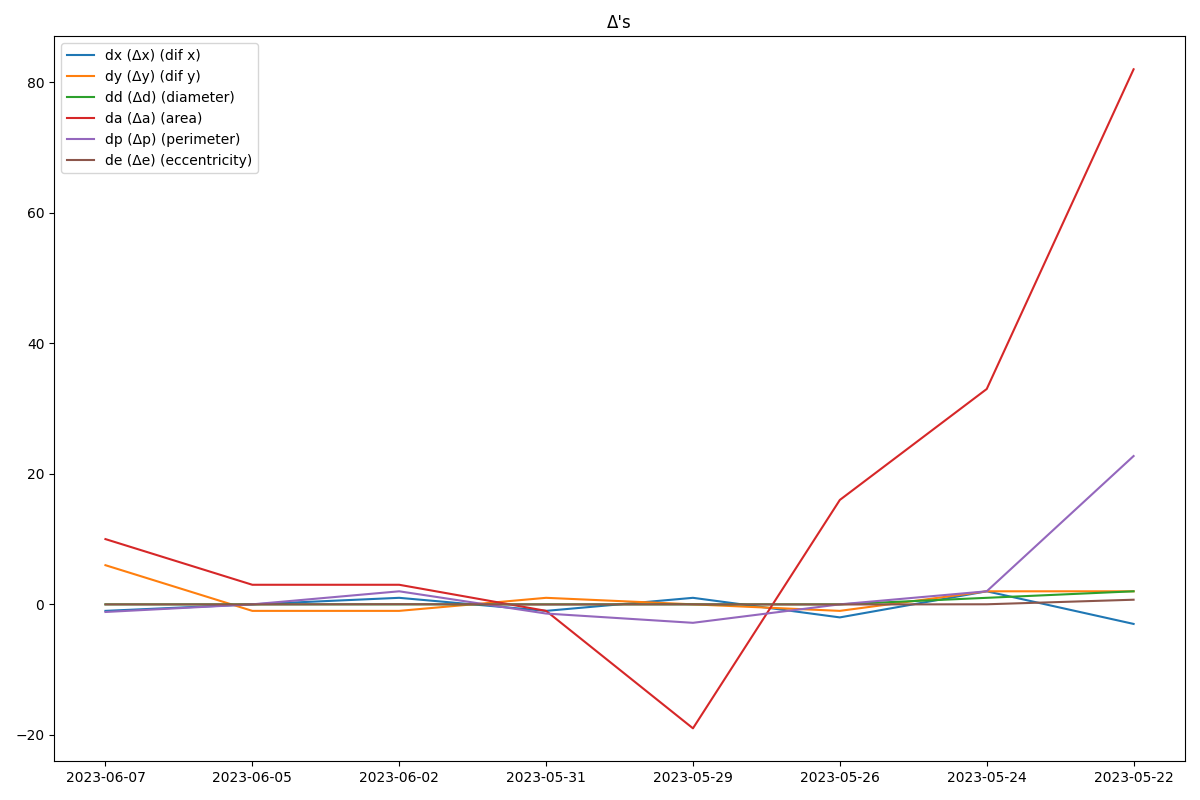 Δ's
dx (Δx) (dif x)
dy (Δy) (dif y)
dd (Δd) (diameter)
da (Δa) (area)
dp (Δp) (perimeter)
de (Δe) (eccentricity)
80
60
40
20
0
−20
2023-06-07 2023-06-05 2023-06-02 2023-05-31 2023-05-29 2023-05-26 2023-05-24 2023-05-22